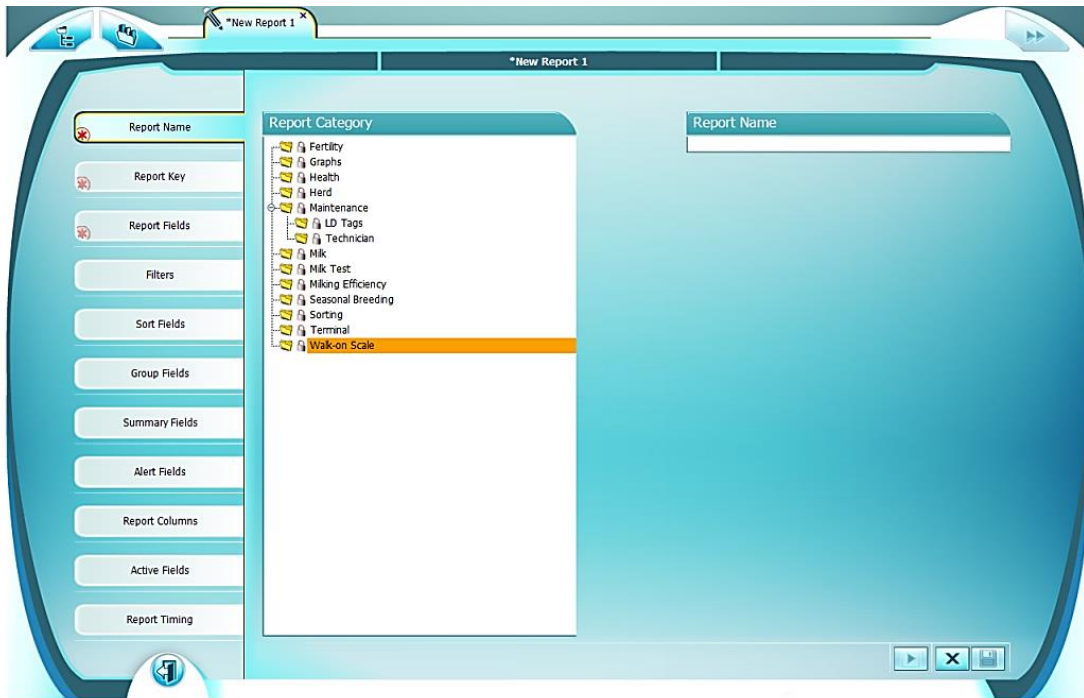 *New Report 1
*New Report 1
Report Name
Report Key
Report Fields
Filters
Sort Fields
Group Fields
Summary Fields
Alert Fields
Report Columns
Active Fields
Report Timing
Report Category
Fertility
Graphs
Health
Herd
Maintenance
LD Tags
Technician
Milk
Milk Test
Milking Efficiency
Seasonal Breeding
Sorting
Terminal
Walk-on Scale
Report Name